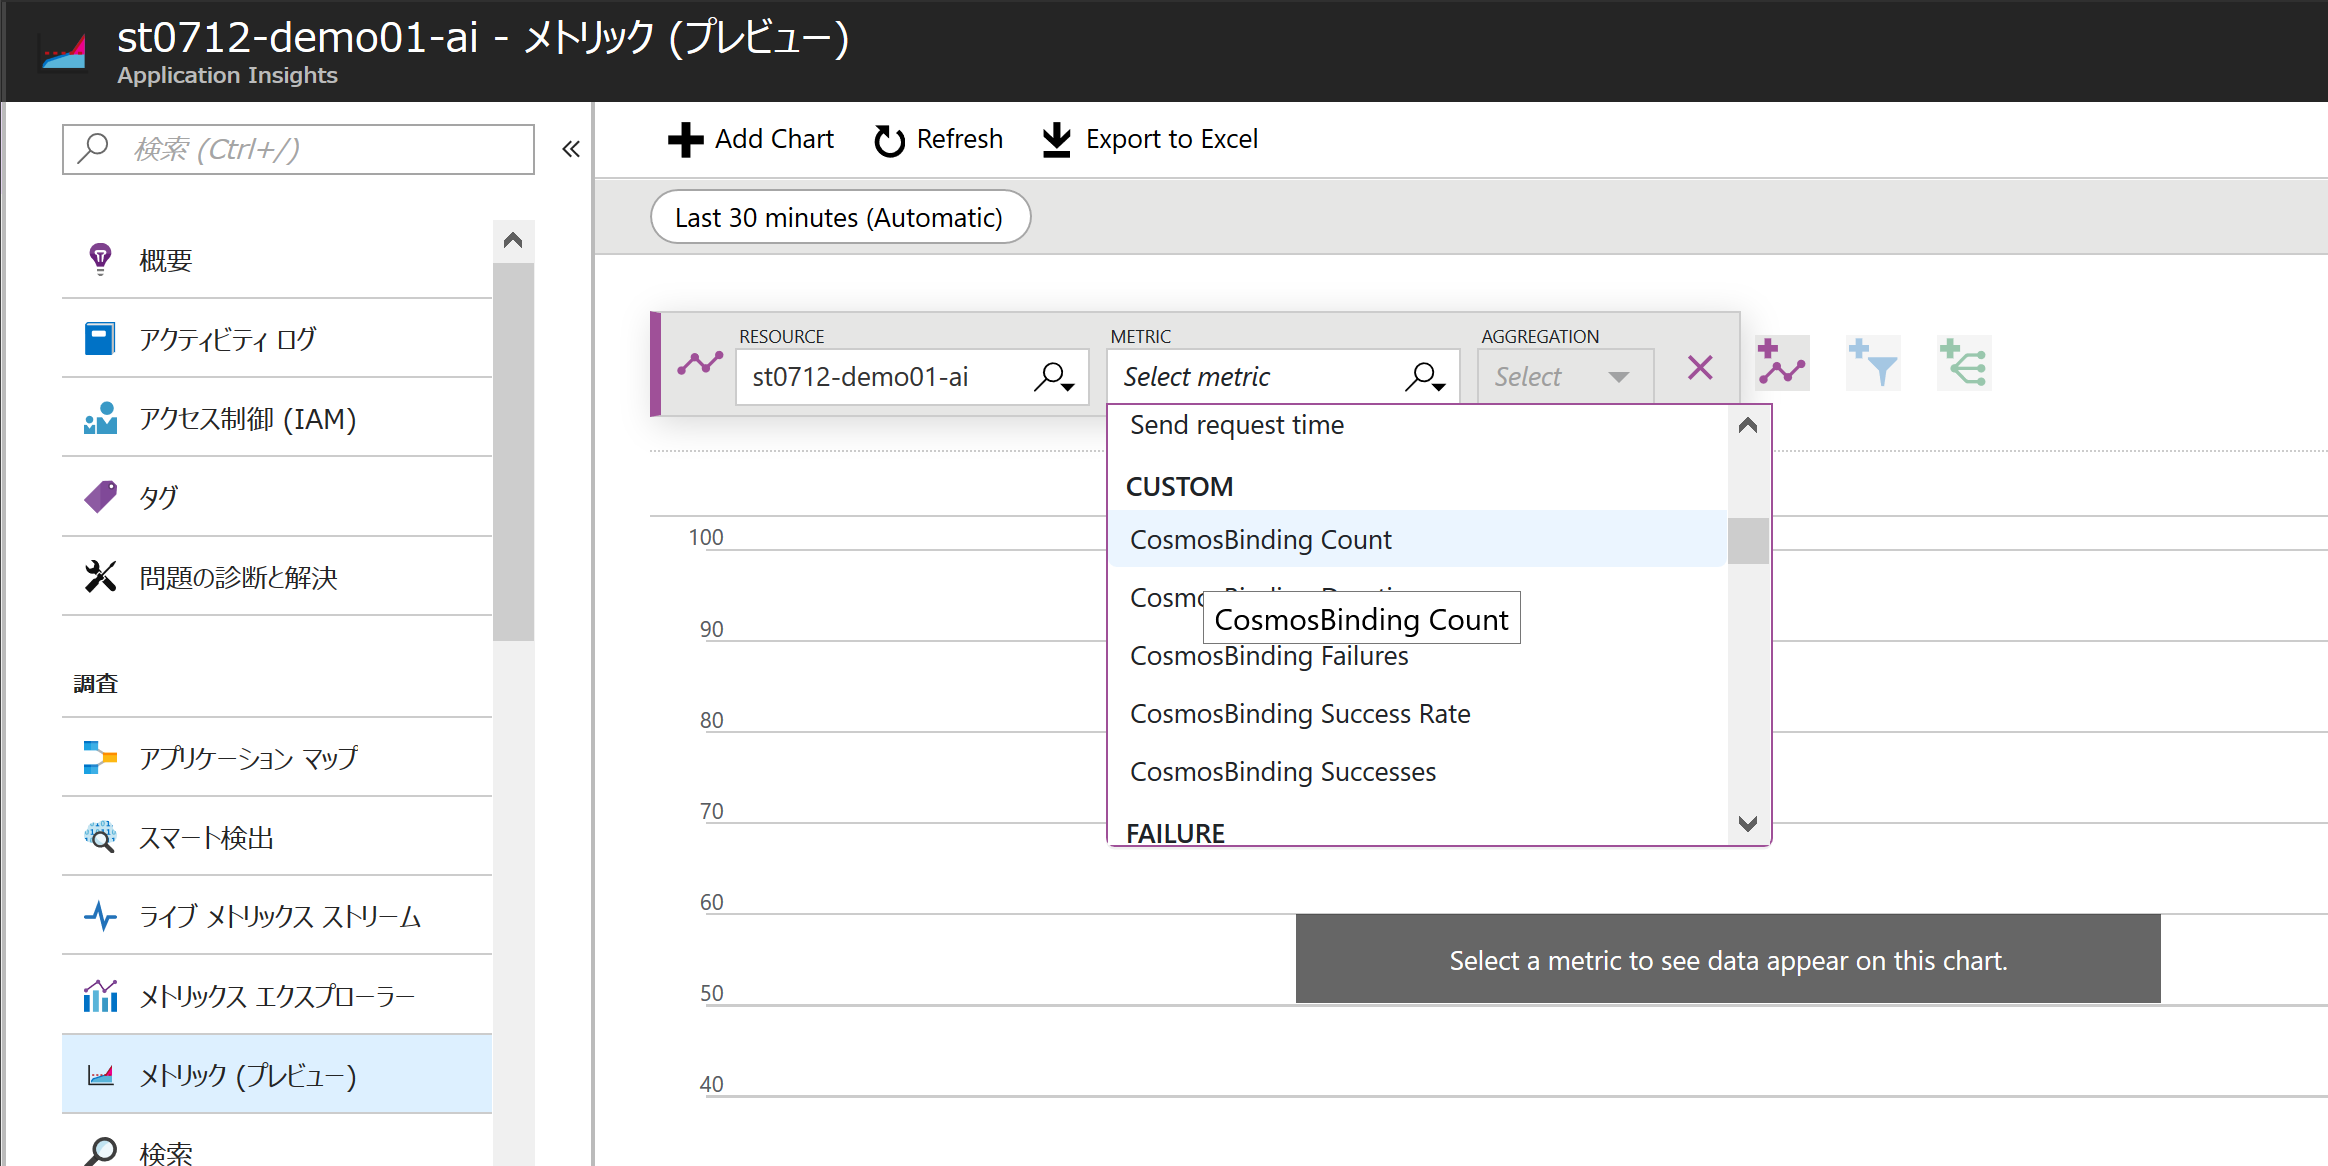 st0712-demo01-ai - メトリック (プレビュー)
Application Insights
検索 (Ctrl+/)
概要
アクティビティ ログ
アクセス制御 (IAM)
タグ
問題の診断と解決
調査
アプリケーション マップ
スマート検出
ライブ メトリックス ストリーム
メトリックス エクスプローラー
メトリック (プレビュー)
検索
Add Chart
Refresh
Export to Excel
Last 30 minutes (Automatic)
RESOURCE
st0712-demo01-ai
METRIC
Select metric
AGGREGATION
Select
Send request time
CUSTOM
CosmosBinding Count
CosmosBinding Count
CosmosBinding Failures
CosmosBinding Success Rate
CosmosBinding Successes
FAILURE
100
90
80
70
60
50
40
Select a metric to see data appear on this chart.